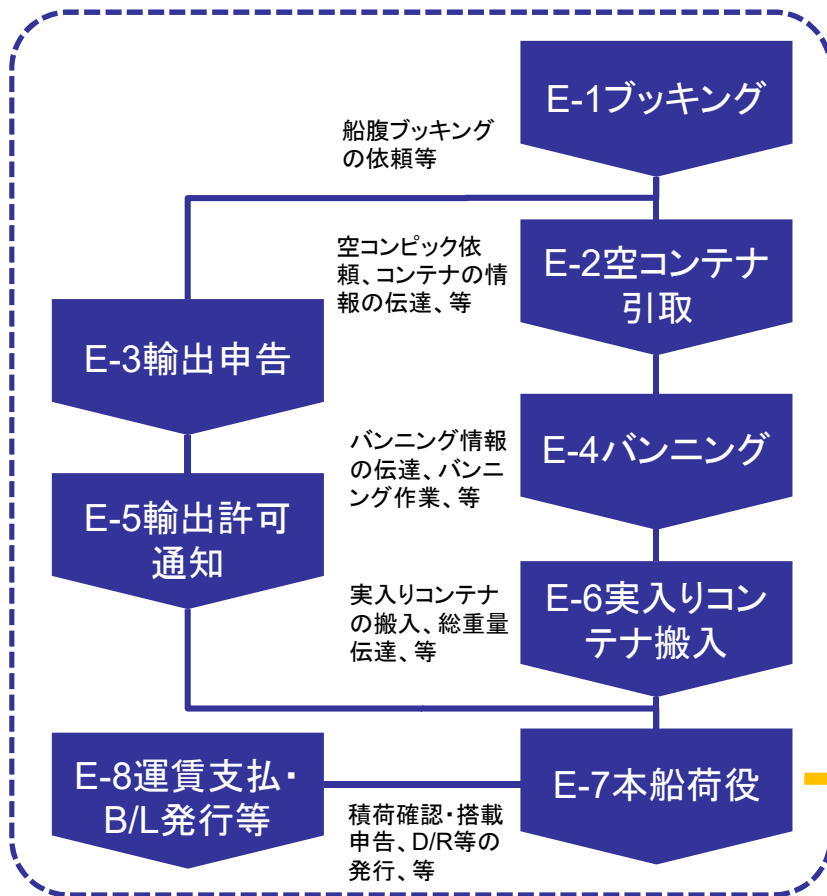 E-1ブッキング
船腹ブッキング
の依頼等
空コンピック依
頼、コンテナの情
報の伝達、等
E-2空コンテナ
引取
E-3輸出申告
バンニング情報
の伝達、バンニ
ング作業、等
E-4バンニング
E-5輸出許可
通知
実入りコンテナ
の搬入、総重量
伝達、等
E-6実入りコン
テナ搬入
E-8運賃支払・
B/L発行等
積荷確認・搭載
申告、D/R等の
発行、等
E-7本船荷役